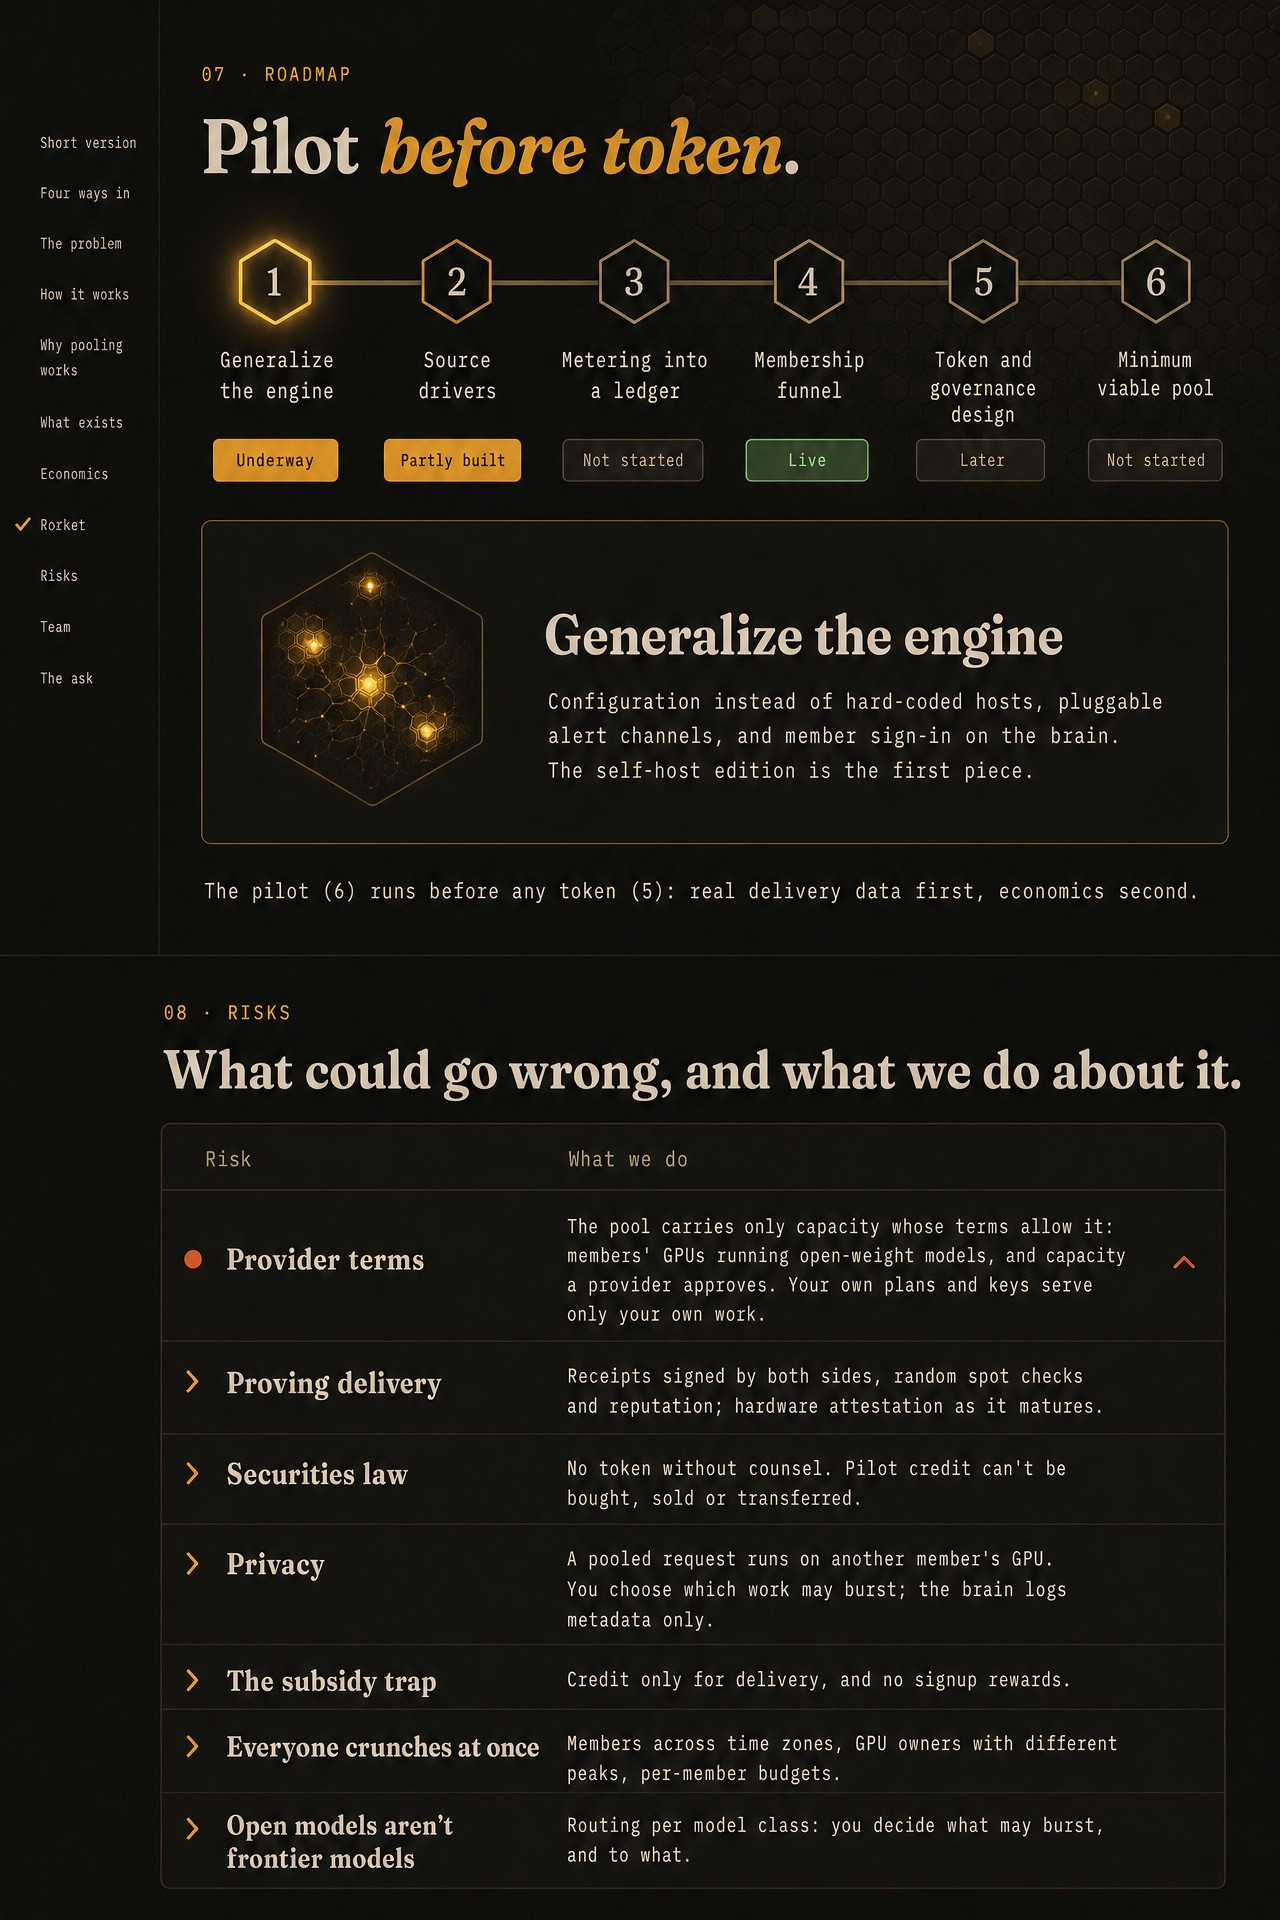 Short version
Four ways in
The problem
How it works
Why pooling
works
What exists
Economics
Rorket
Risks
Team
The ask
07 · ROADMAP
Pilot before token.
1
2
3
4
5
6
Generalize
the engine
Source
drivers
Metering into
a ledger
Membership
funnel
Token and
governance
design
Minimum
viable pool
Underway
Partly built
Not started
Live
Later
Not started
Generalize the engine
Configuration instead of hard-coded hosts, pluggable
alert channels, and member sign-in on the brain.
The self-host edition is the first piece.
The pilot (6) runs before any token (5): real delivery data first, economics second.
08 · RISKS
What could go wrong, and what we do about it.
Risk
What we do
Provider terms
The pool carries only capacity whose terms allow it:
members' GPUs running open-weight models, and capacity
a provider approves. Your own plans and keys serve
only your own work.
Proving delivery
Receipts signed by both sides, random spot checks
and reputation; hardware attestation as it matures.
Securities law
No token without counsel. Pilot credit can't be
bought, sold or transferred.
Privacy
A pooled request runs on another member's GPU.
You choose which work may burst; the brain logs
metadata only.
The subsidy trap
Credit only for delivery, and no signup rewards.
Everyone crunches at once
Members across time zones, GPU owners with different
peaks, per-member budgets.
Open models aren’t
frontier models
Routing per model class: you decide what may burst,
and to what.